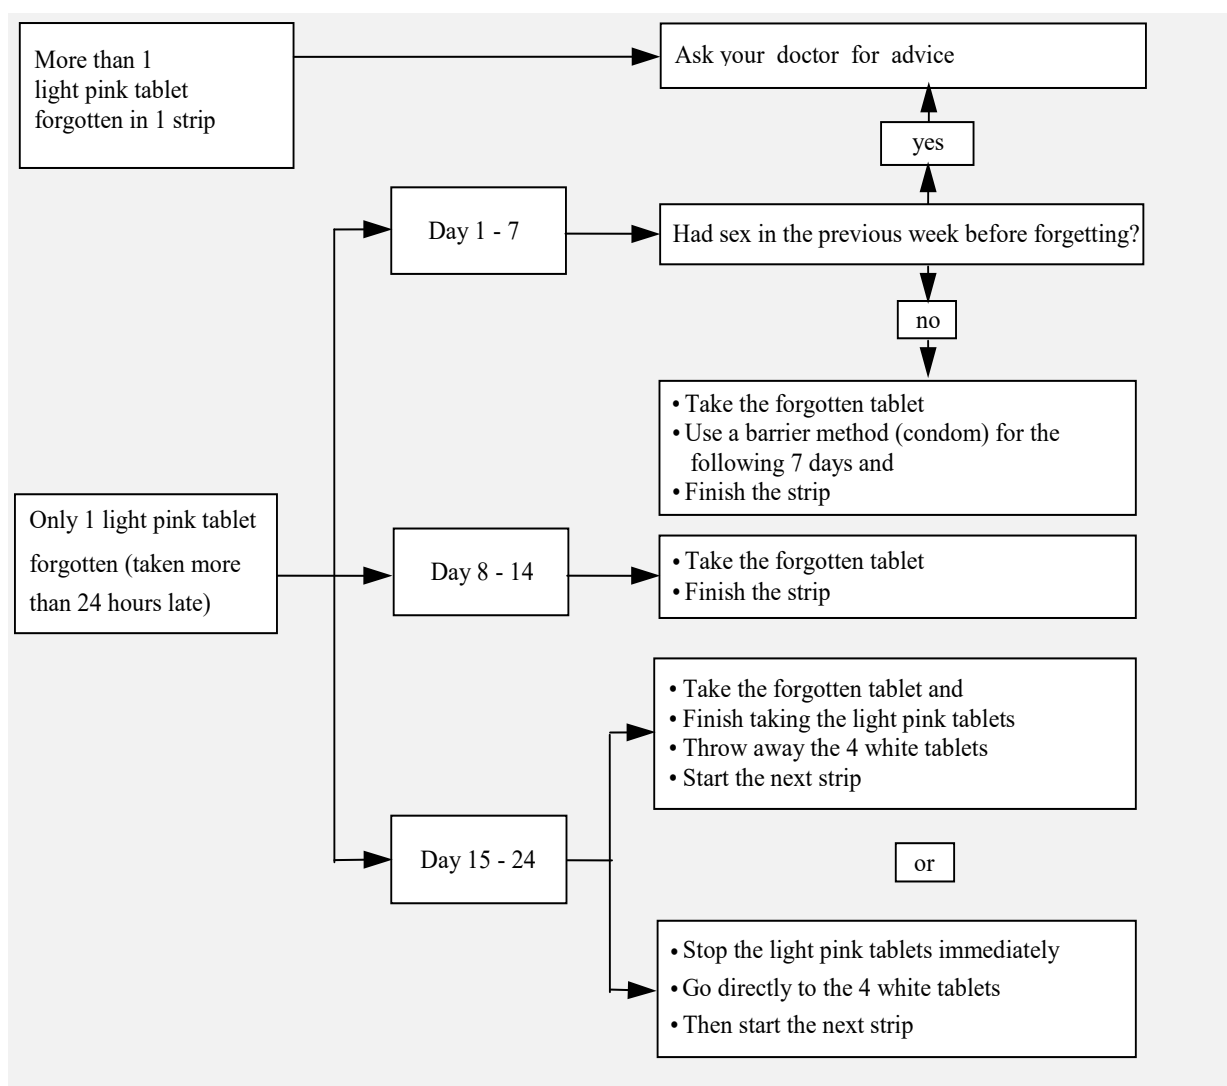 More than 1
light pink tablet
forgotten in 1 strip
Ask your doctor for advice
yes
Day 1 - 7
Had sex in the previous week before forgetting?
no
• Take the forgotten tablet
• Use a barrier method (condom) for the
following 7 days and
• Finish the strip
Only 1 light pink tablet
forgotten (taken more
than 24 hours late)
Day 8 - 14
• Take the forgotten tablet
• Finish the strip
• Take the forgotten tablet and
• Finish taking the light pink tablets
• Throw away the 4 white tablets
• Start the next strip
Day 15 - 24
or
• Stop the light pink tablets immediately
• Go directly to the 4 white tablets
• Then start the next strip